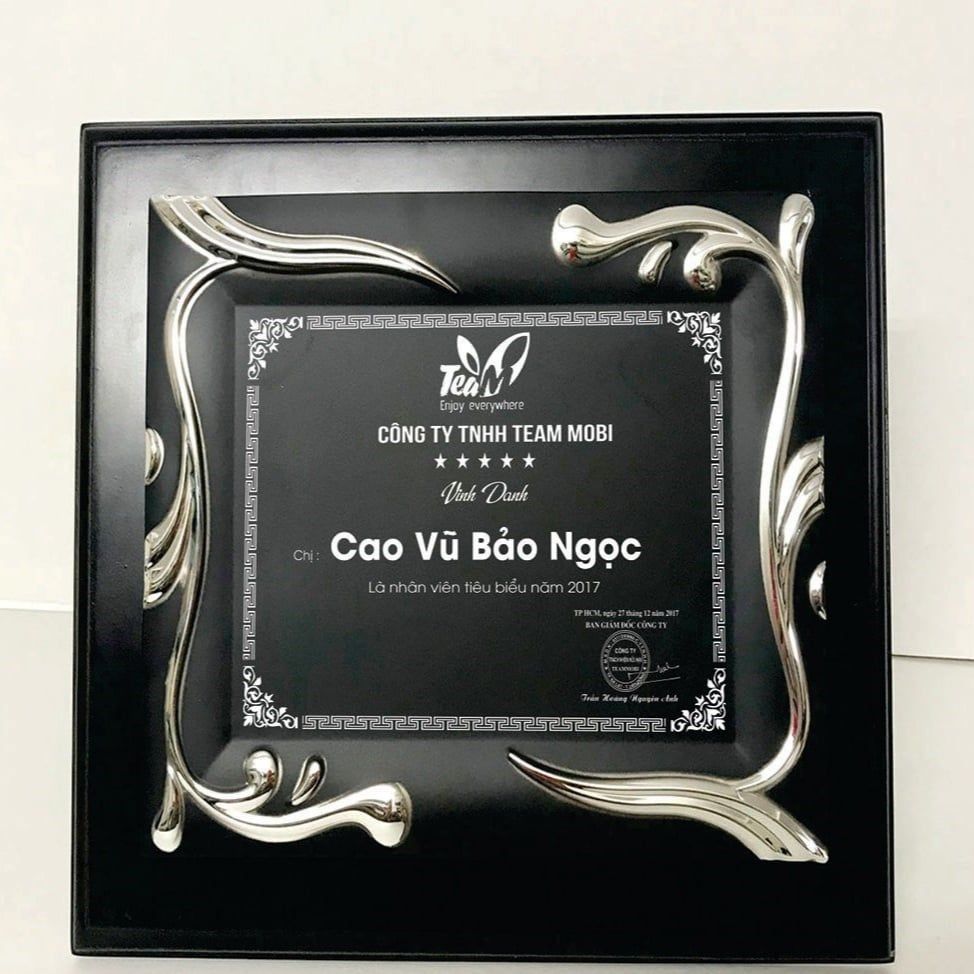 TeaM
Enjoy everywhere
CÔNG TY TNHH TEAM MOBI
Vinh Danh
Chị : Cao Vũ Bảo Ngọc
Là nhân viên tiêu biểu năm 2017
TP HCM, ngày 27 tháng 12 năm 2017
BAN GIÁM ĐỐC CÔNG TY
CÔNG TY
TEAM MOBI
Trần Hoàng Nguyên Anh